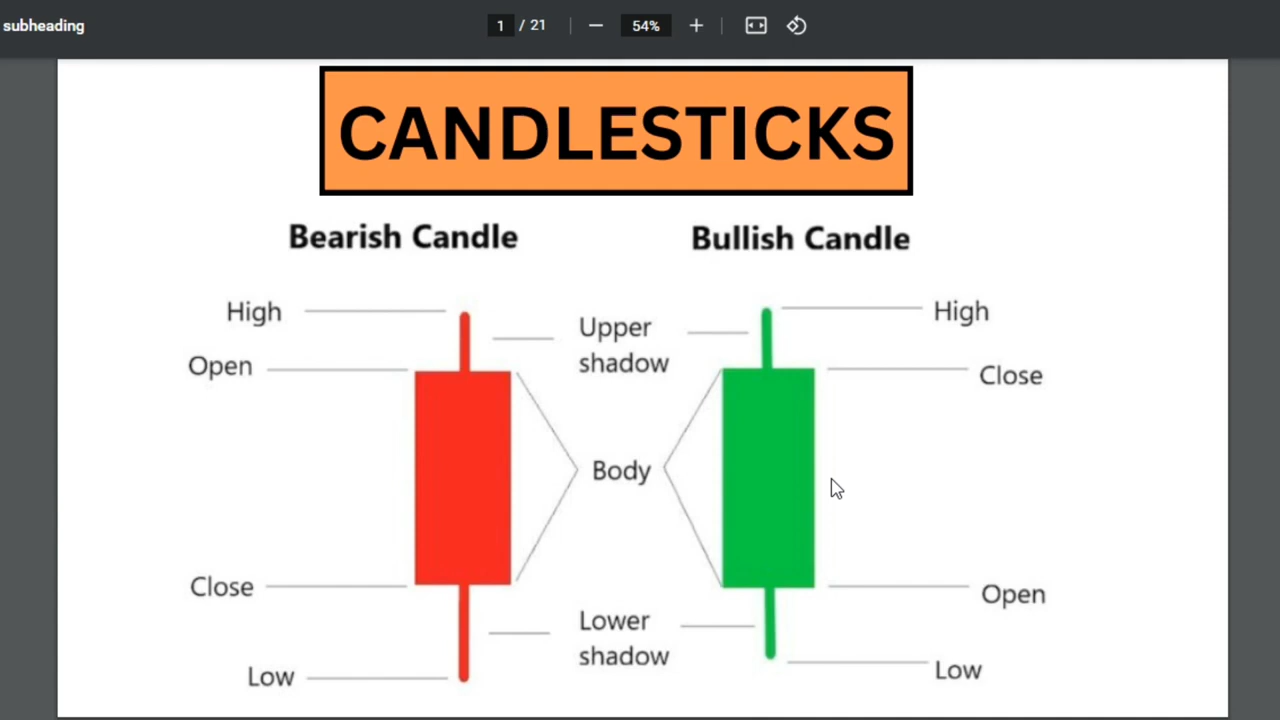 subheading
1 / 21
54%
CANDLESTICKS
Bearish Candle
Bullish Candle
High
Open
Close
Low
Upper
shadow
Body
Lower
shadow
High
Close
Open
Low